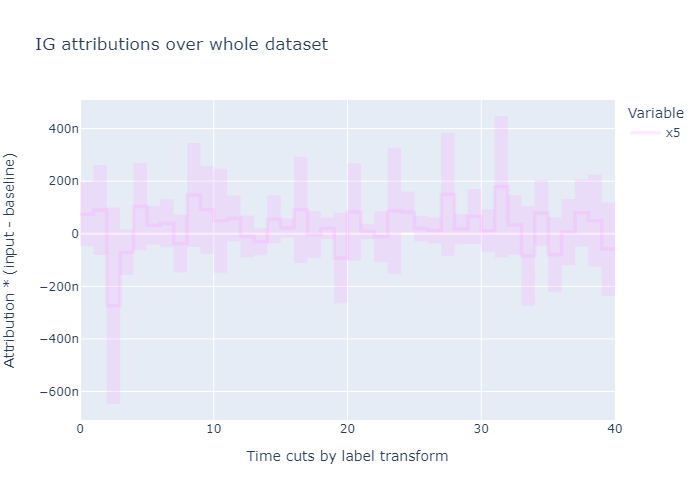 IG attributions over whole dataset
Variable
x5
Attribution * (input - baseline)
400n
200n
0
−200n
−400n
−600n
0
10
20
30
40
Time cuts by label transform